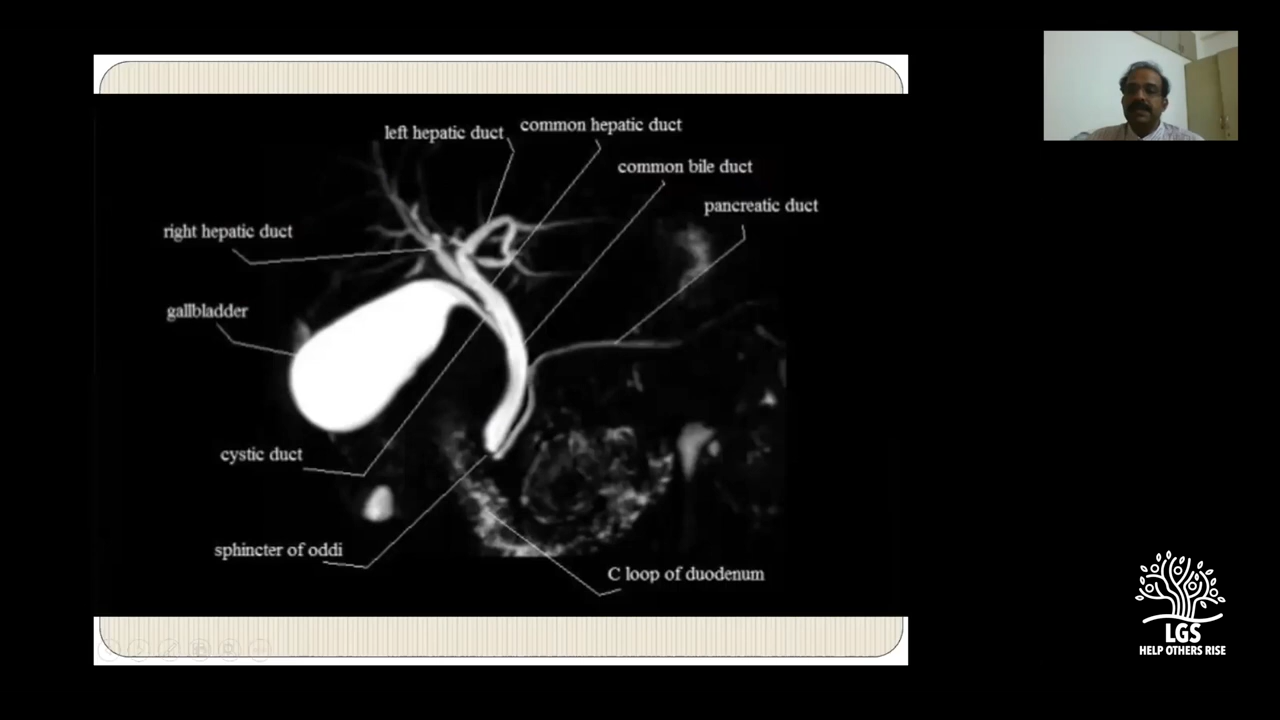 left hepatic duct
common hepatic duct
common bile duct
pancreatic duct
right hepatic duct
gallbladder
cystic duct
sphincter of oddi
C loop of duodenum
LGS
HELP OTHERS RISE